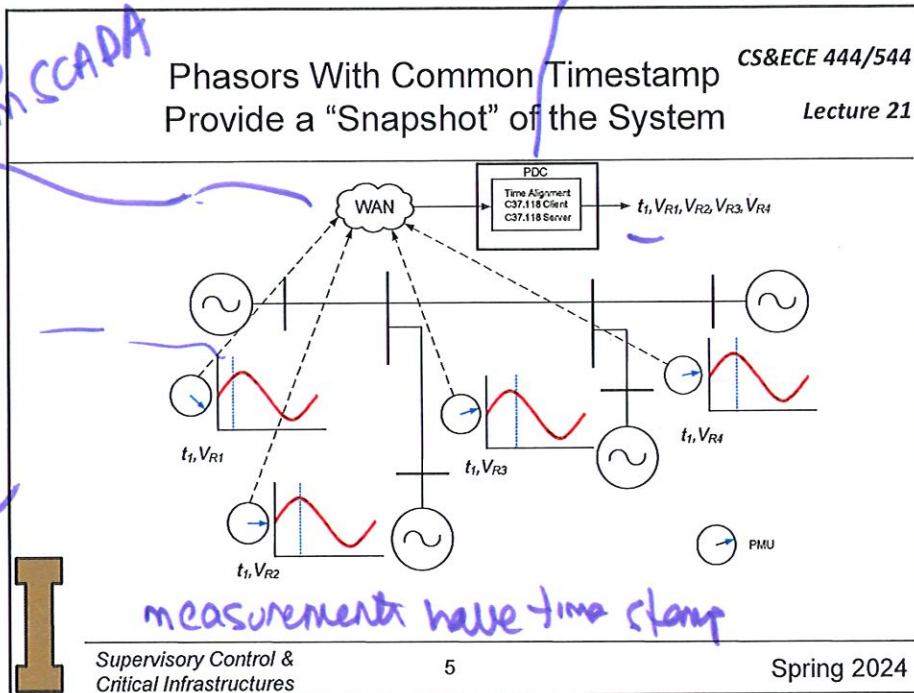 in SCADA
Phasors With Common Timestamp
Provide a “Snapshot” of the System
CS&ECE 444/544
Lecture 21
WAN
PDC
Time Alignment
C37.118 Client
C37.118 Server
t1, VR1, VR2, VR3, VR4
t1, VR1
t1, VR2
t1, VR3
t1, VR4
PMU
measurements have time stamp
I
Supervisory Control &
Critical Infrastructures
5
Spring 2024